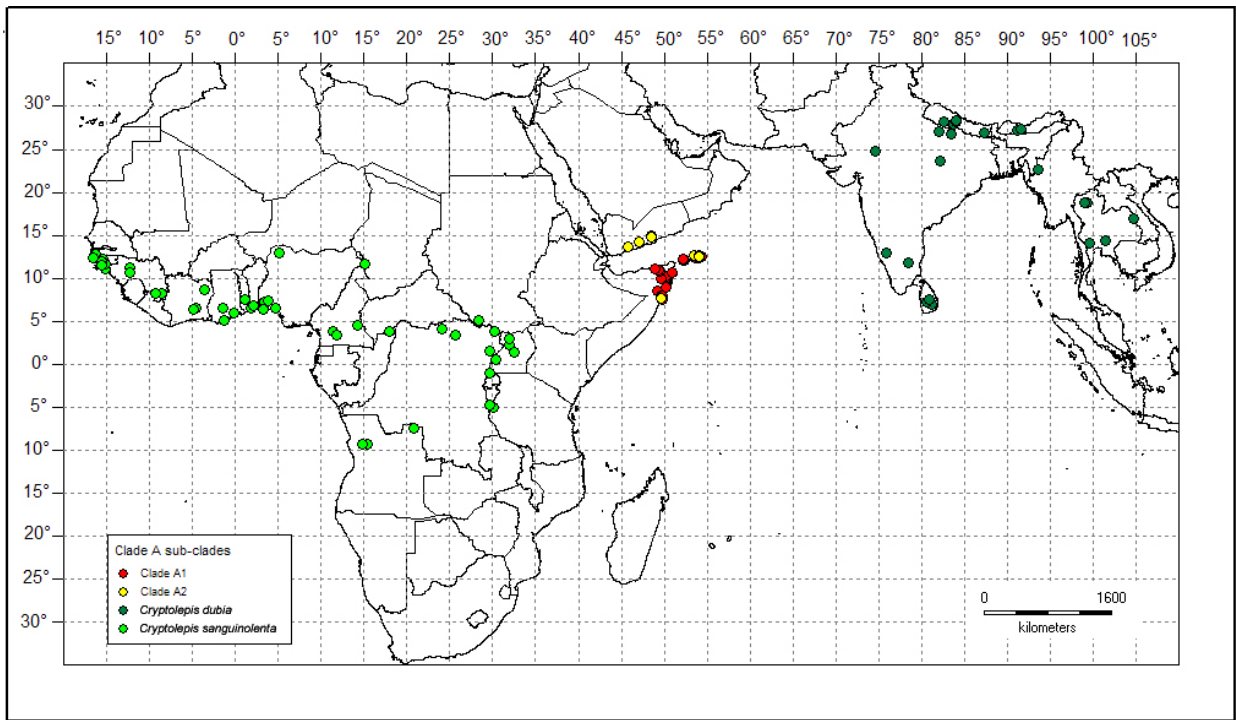 15° 10° 5° 0° 5° 10° 15° 20° 25° 30° 35° 40° 45° 50° 55° 60° 65° 70° 75° 80° 85° 90° 95° 100° 105°
30°
25°
20°
15°
10°
5°
0°
5°
10°
15°
20°
25°
30°
Clade A sub-clades
Clade A1
Clade A2
Cryptolepis dubia
Cryptolepis sanguinolenta
0 1600
kilometers